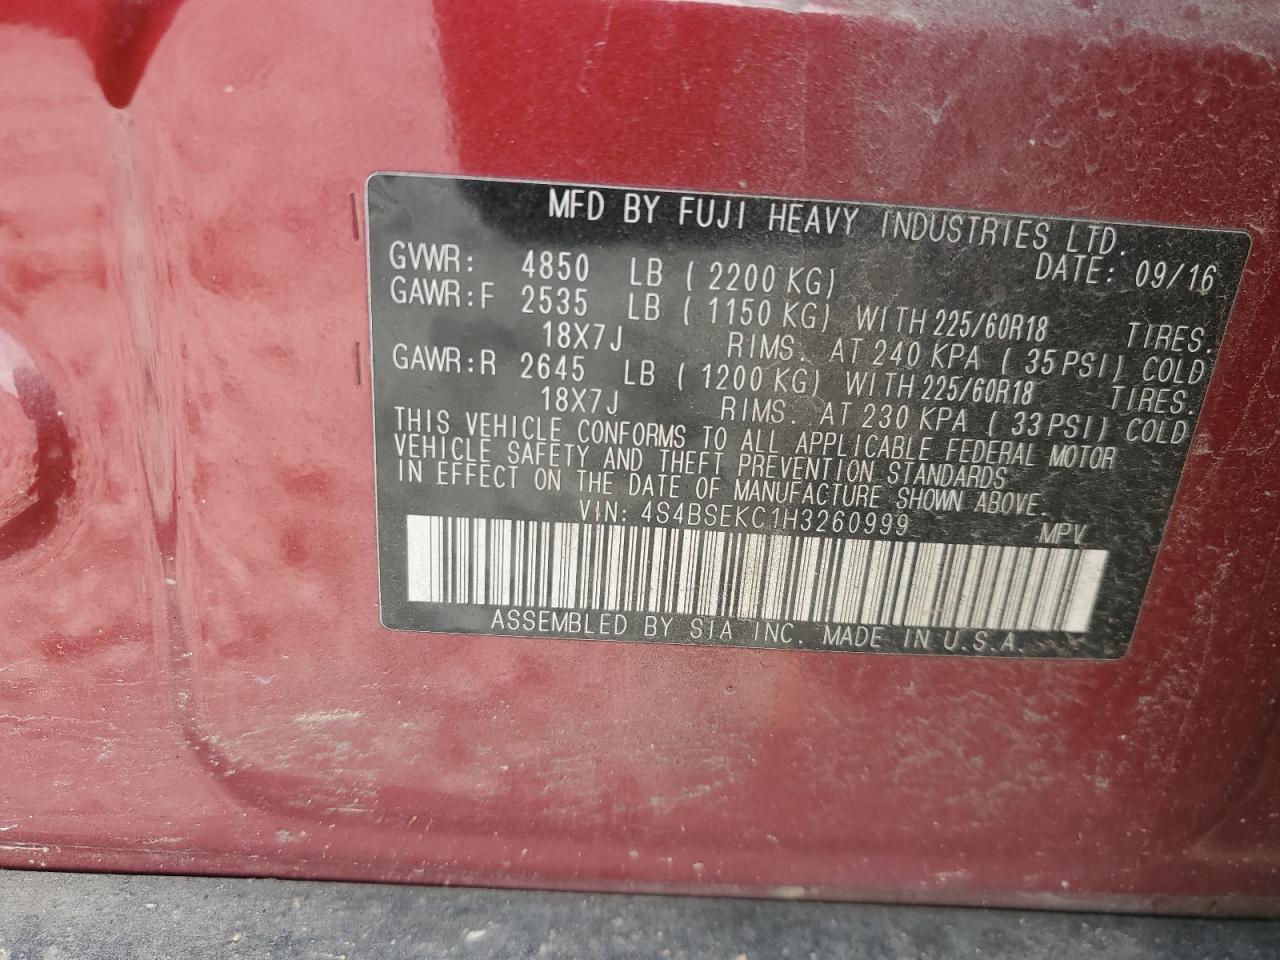 MFD BY FUJI HEAVY INDUSTRIES LTD.
DATE: 09/16
GVWR: 4850 LB ( 2200 KG)
GAWR:F 2535 LB ( 1150 KG) WITH 225/60R18 TIRES.
18X7J RIMS. AT 240 KPA ( 35 PSI) COLD
GAWR:R 2645 LB ( 1200 KG) WITH 225/60R18 TIRES.
18X7J RIMS. AT 230 KPA ( 33 PSI) COLD
THIS VEHICLE CONFORMS TO ALL APPLICABLE FEDERAL MOTOR
VEHICLE SAFETY AND THEFT PREVENTION STANDARDS
IN EFFECT ON THE DATE OF MANUFACTURE SHOWN ABOVE.
VIN: 4S4BSEKC1H3260999 MPV
ASSEMBLED BY SIA INC. MADE IN U.S.A.